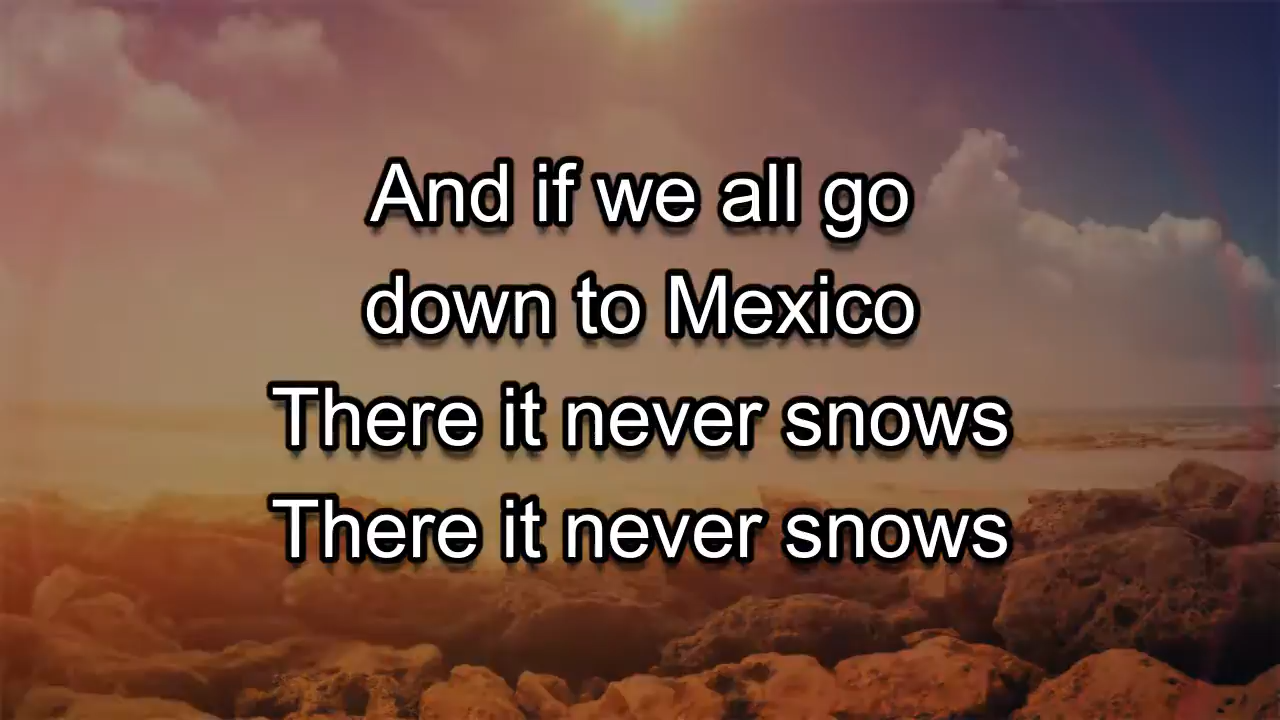 And if we all go
down to Mexico
There it never snows
There it never snows